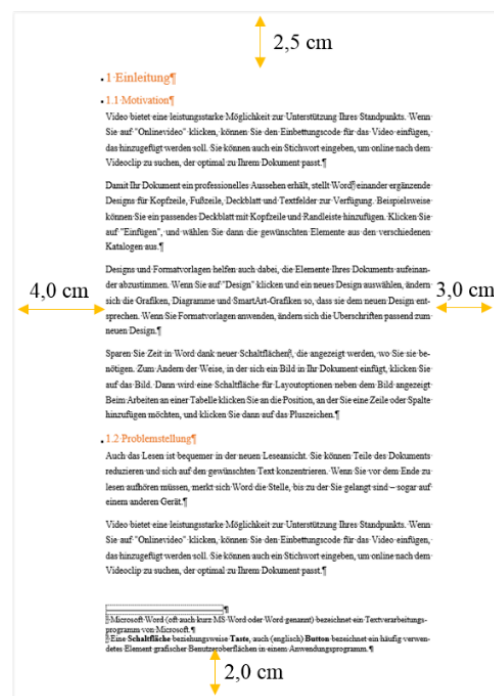 2,5 cm
1 Einleitung¶
1.1 Motivation¶
Video bietet eine leistungsstarke Möglichkeit zur Unterstützung Ihres Standpunkts. Wenn
Sie auf "Onlinevideo" klicken, können Sie den Einbettungscode für das Video einfügen,
das hinzugefügt werden soll. Sie können auch ein Stichwort eingeben, um online nach dem
Videoclip zu suchen, der optimal zu Ihrem Dokument passt.¶
Damit Ihr Dokument ein professionelles Aussehen erhält, stellt Word einander ergänzende
Designs für Kopfzeile, Fußzeile, Deckblatt und Textfelder zur Verfügung. Beispielsweise
können Sie ein passendes Deckblatt mit Kopfzeile und Randleiste hinzufügen. Klicken Sie
auf "Einfügen", und wählen Sie dann die gewünschten Elemente aus den verschiedenen
Katalogen aus.¶
Designs und Formatvorlagen helfen auch dabei, die Elemente Ihres Dokuments aufeinan-
der abzustimmen. Wenn Sie auf "Design" klicken und ein neues Design auswählen, ändern
4,0 cm
3,0 cm
sich die Grafiken, Diagramme und SmartArt-Grafiken so, dass sie dem neuen Design ent-
sprechen. Wenn Sie Formatvorlagen anwenden, ändern sich die Überschriften passend zum
neuen Design.¶
Sparen Sie Zeit in Word dank neuer Schaltflächen, die angezeigt werden, wo Sie sie be-
nötigen. Zum Ändern der Weise, in der sich ein Bild in Ihr Dokument einfügt, klicken Sie
auf das Bild. Dann wird eine Schaltfläche für Layoutoptionen neben dem Bild angezeigt
Beim Arbeiten an einer Tabelle klicken Sie an die Position, an der Sie eine Zeile oder Spalte
hinzufügen möchten, und klicken Sie dann auf das Pluszeichen.¶
1.2 Problemstellung¶
Auch das Lesen ist bequemer in der neuen Leseansicht. Sie können Teile des Dokuments
reduzieren und sich auf den gewünschten Text konzentrieren. Wenn Sie vor dem Ende zu
lesen aufhören müssen, merkt sich Word die Stelle, bis zu der Sie gelangt sind – sogar auf
einem anderen Gerät.¶
Video bietet eine leistungsstarke Möglichkeit zur Unterstützung Ihres Standpunkts. Wenn
Sie auf "Onlinevideo" klicken, können Sie den Einbettungscode für das Video einfügen,
das hinzugefügt werden soll. Sie können auch ein Stichwort eingeben, um online nach dem
Videoclip zu suchen, der optimal zu Ihrem Dokument passt.¶
¶
Microsoft Word (oft auch kurz MS Word oder Word genannt) bezeichnet ein Textverarbeitungs-
programm von Microsoft.¶
Eine Schaltfläche beziehungsweise Taste, auch (englisch) Button bezeichnet ein häufig verwen-
detes Element grafischer Benutzeroberflächen in einem Anwendungsprogramm.¶
2,0 cm